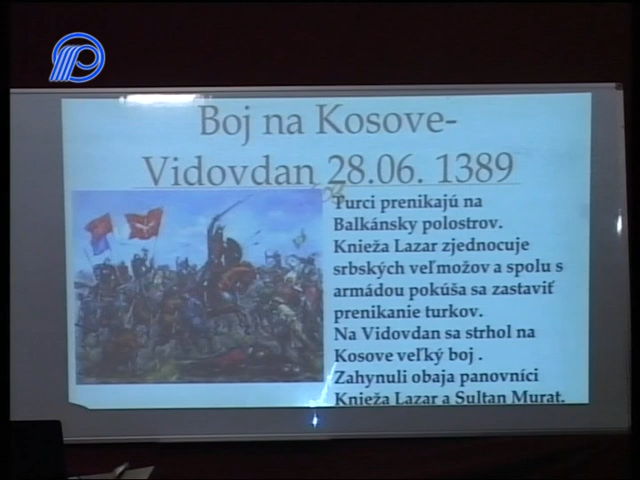 Boj na Kosove-
Vidovdan 28.06. 1389
Turci prenikajú na
Balkánsky polostrov.
Knieža Lazar zjednocuje
srbských veľmožov a spolu s
armádou pokúša sa zastaviť
prenikanie turkov.
Na Vidovdan sa strhol na
Kosove veľký boj .
Zahynuli obaja panovníci
Knieža Lazar a Sultan Murat.